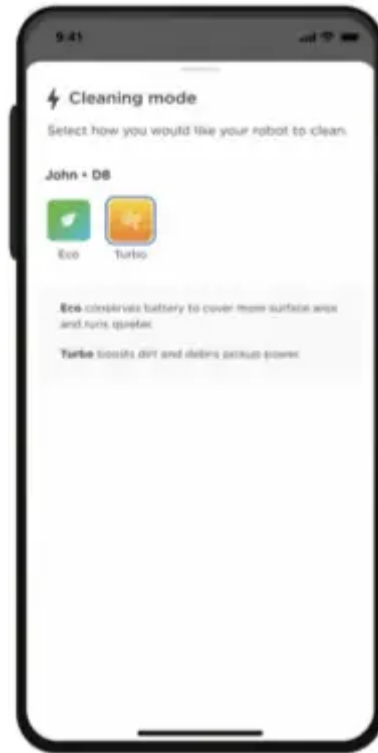 9:41
Cleaning mode
Select how you would like your robot to clean.
John • D8
Eco
Turbo
Eco conserves battery to cover more surface area
and runs quieter.
Turbo boosts dirt and debris pickup power.